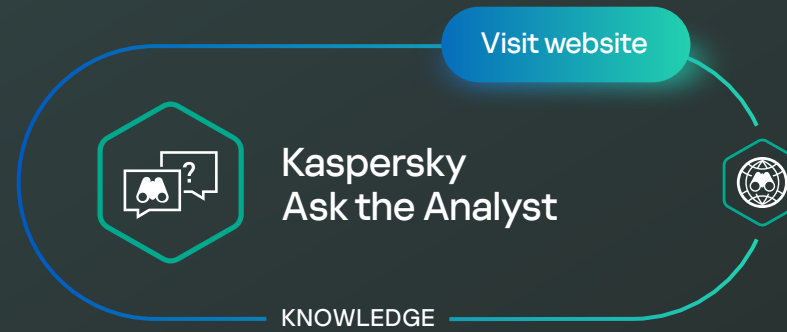 Visit website
?
Kaspersky
Ask the Analyst
KNOWLEDGE